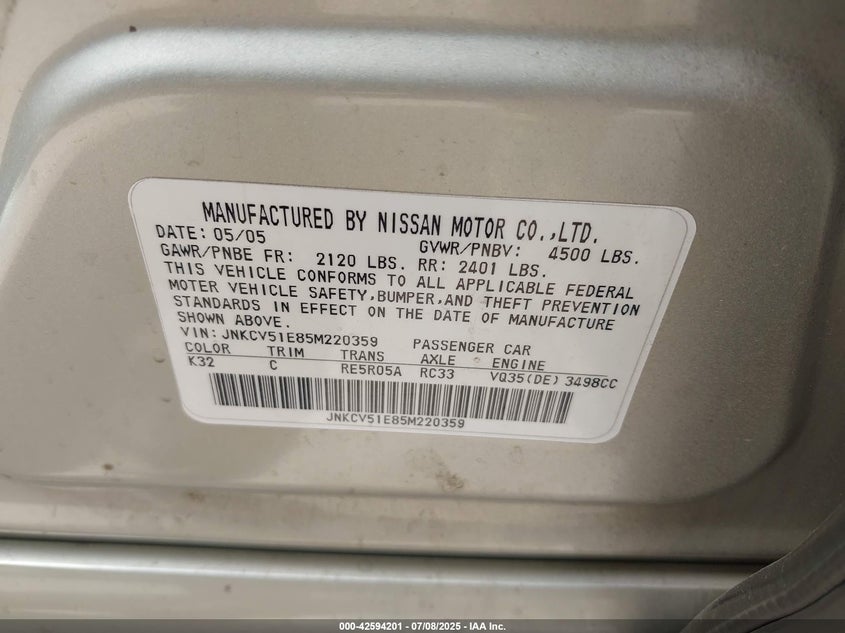 MANUFACTURED BY NISSAN MOTOR CO.,LTD.
DATE: 05/05 GVWR/PNBV: 4500 LBS.
GAWR/PNBE FR: 2120 LBS. RR: 2401 LBS.
THIS VEHICLE CONFORMS TO ALL APPLICABLE FEDERAL
MOTOR VEHICLE SAFETY,BUMPER,AND THEFT PREVENTION
STANDARDS IN EFFECT ON THE DATE OF MANUFACTURE
SHOWN ABOVE.
VIN: JNKCV51E85M220359 PASSENGER CAR
COLOR TRIM TRANS AXLE ENGINE
K32 C RE5R05A RC33 VQ35(DE) 3498CC
JNKCV51E85M220359
000-42594201 - 07/08/2025 - IAA Inc.